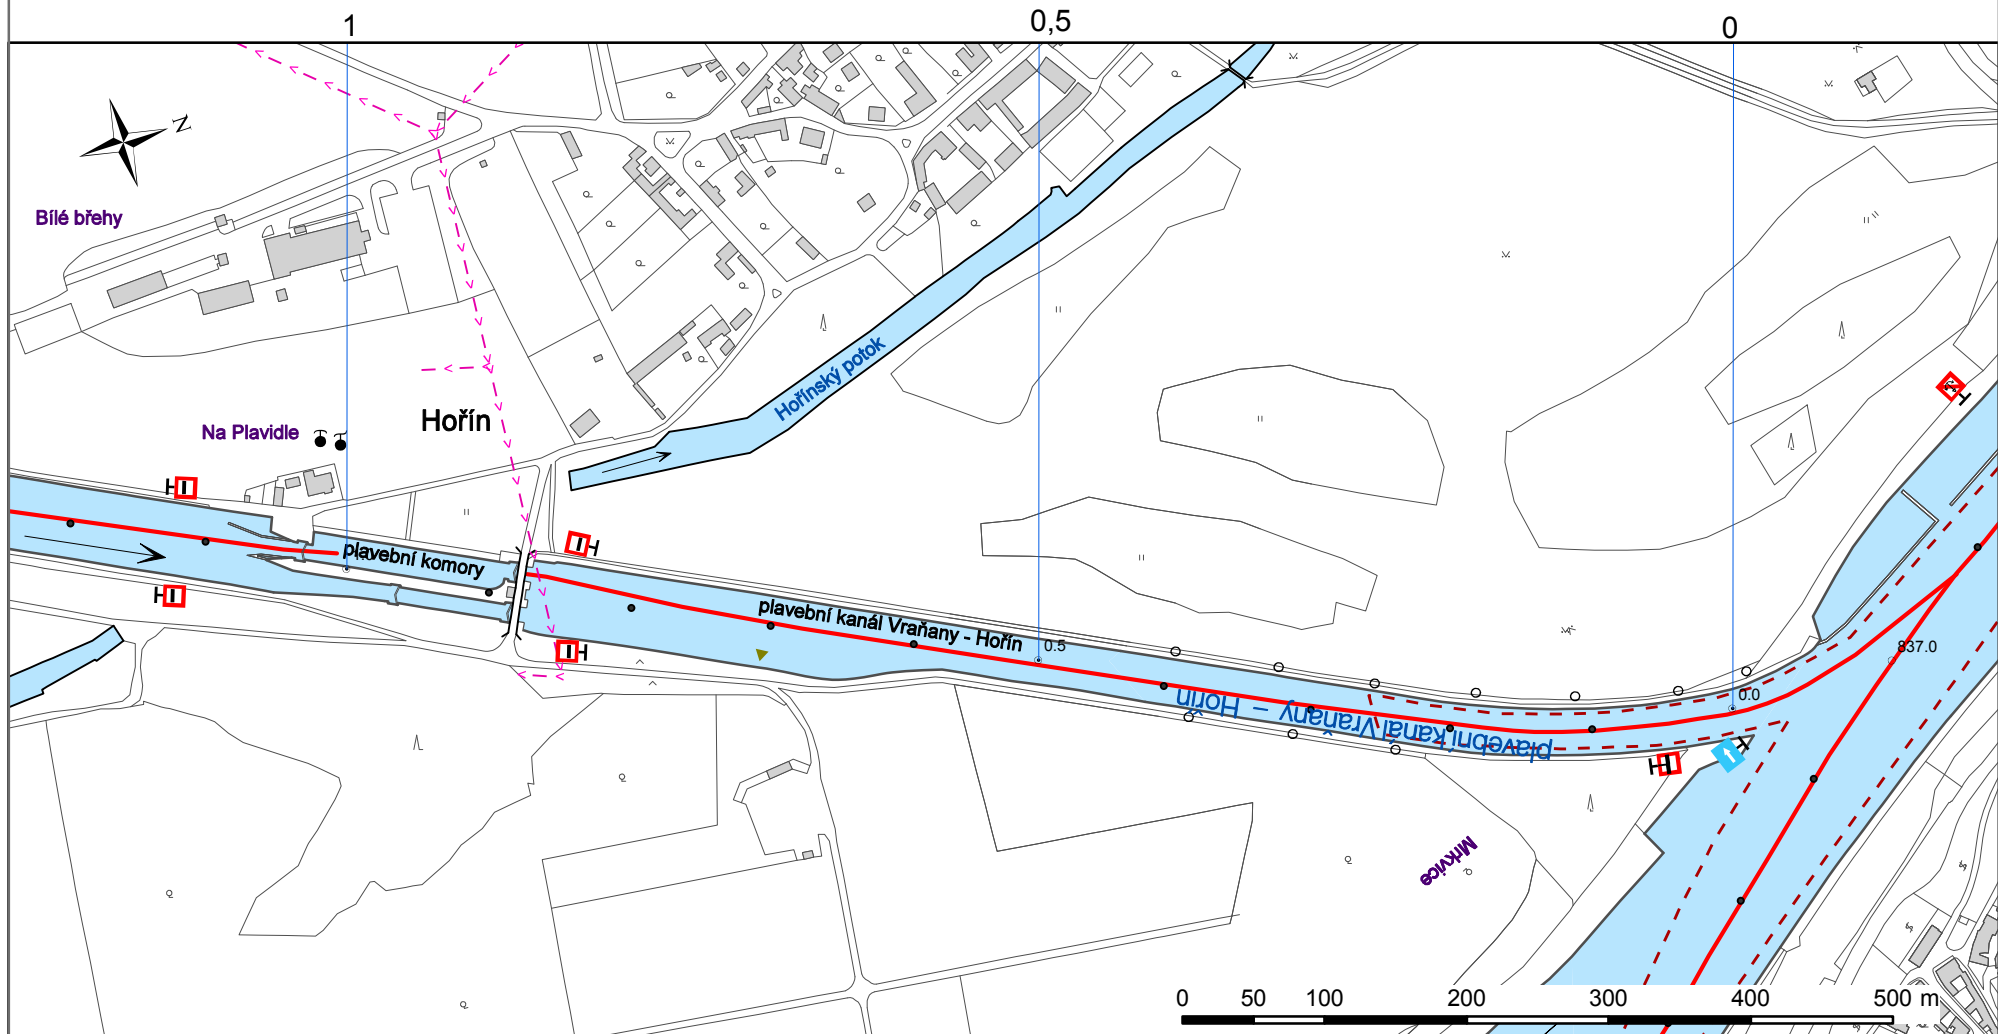 1
0,5
0
N
Bílé břehy
Hořínský potok
Hořín
Na Plavidle
plavební komory
plavební kanál Vraňany - Hořín
0.5
837.0
0.0
plavební kanál Vraňany – Hořín
Mrkvice
0 50 100 200 300 400 500 m